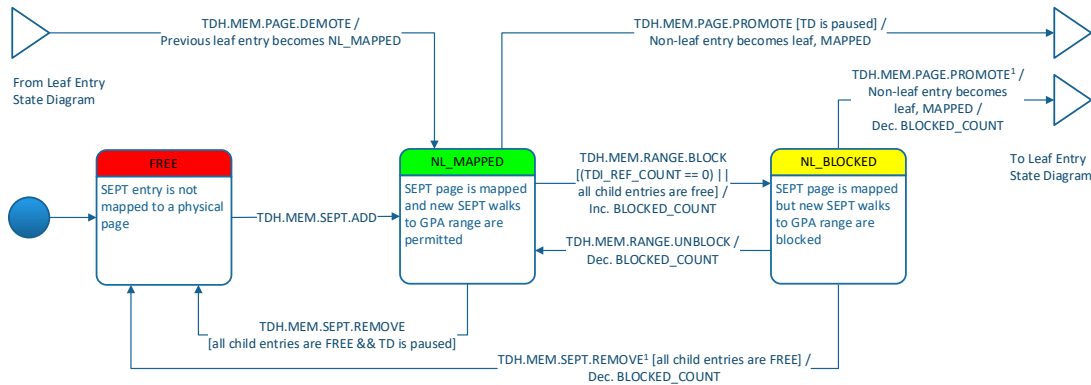 TDH.MEM.PAGE.DEMOTE /
Previous leaf entry becomes NL_MAPPED
TDH.MEM.PAGE.PROMOTE [TD is paused] /
Non-leaf entry becomes leaf, MAPPED
From Leaf Entry
State Diagram
TDH.MEM.PAGE.PROMOTE¹ /
Non-leaf entry becomes
leaf, MAPPED /
Dec. BLOCKED_COUNT
To Leaf Entry
State Diagram
FREE
SEPT entry is not
mapped to a physical
page
TDH.MEM.SEPT.ADD
NL_MAPPED
SEPT page is mapped
and new SEPT walks
to GPA range are
permitted
TDH.MEM.RANGE.BLOCK
[(TDI_REF_COUNT == 0) ||
all child entries are free] /
Inc. BLOCKED_COUNT
TDH.MEM.RANGE.UNBLOCK /
Dec. BLOCKED_COUNT
NL_BLOCKED
SEPT page is mapped
but new SEPT walks
to GPA range are
blocked
TDH.MEM.SEPT.REMOVE
[all child entries are FREE && TD is paused]
TDH.MEM.SEPT.REMOVE¹ [all child entries are FREE] /
Dec. BLOCKED_COUNT